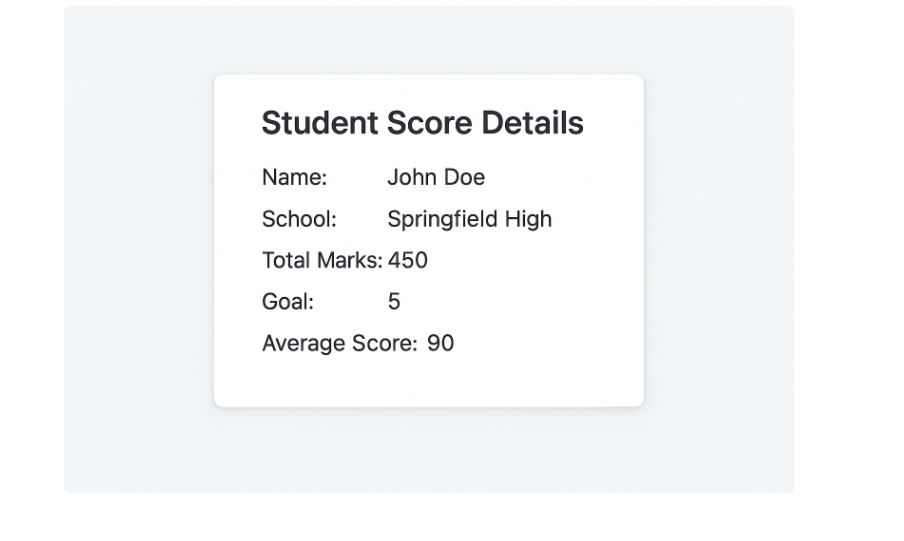 Student Score Details
Name: John Doe
School: Springfield High
Total Marks: 450
Goal: 5
Average Score: 90